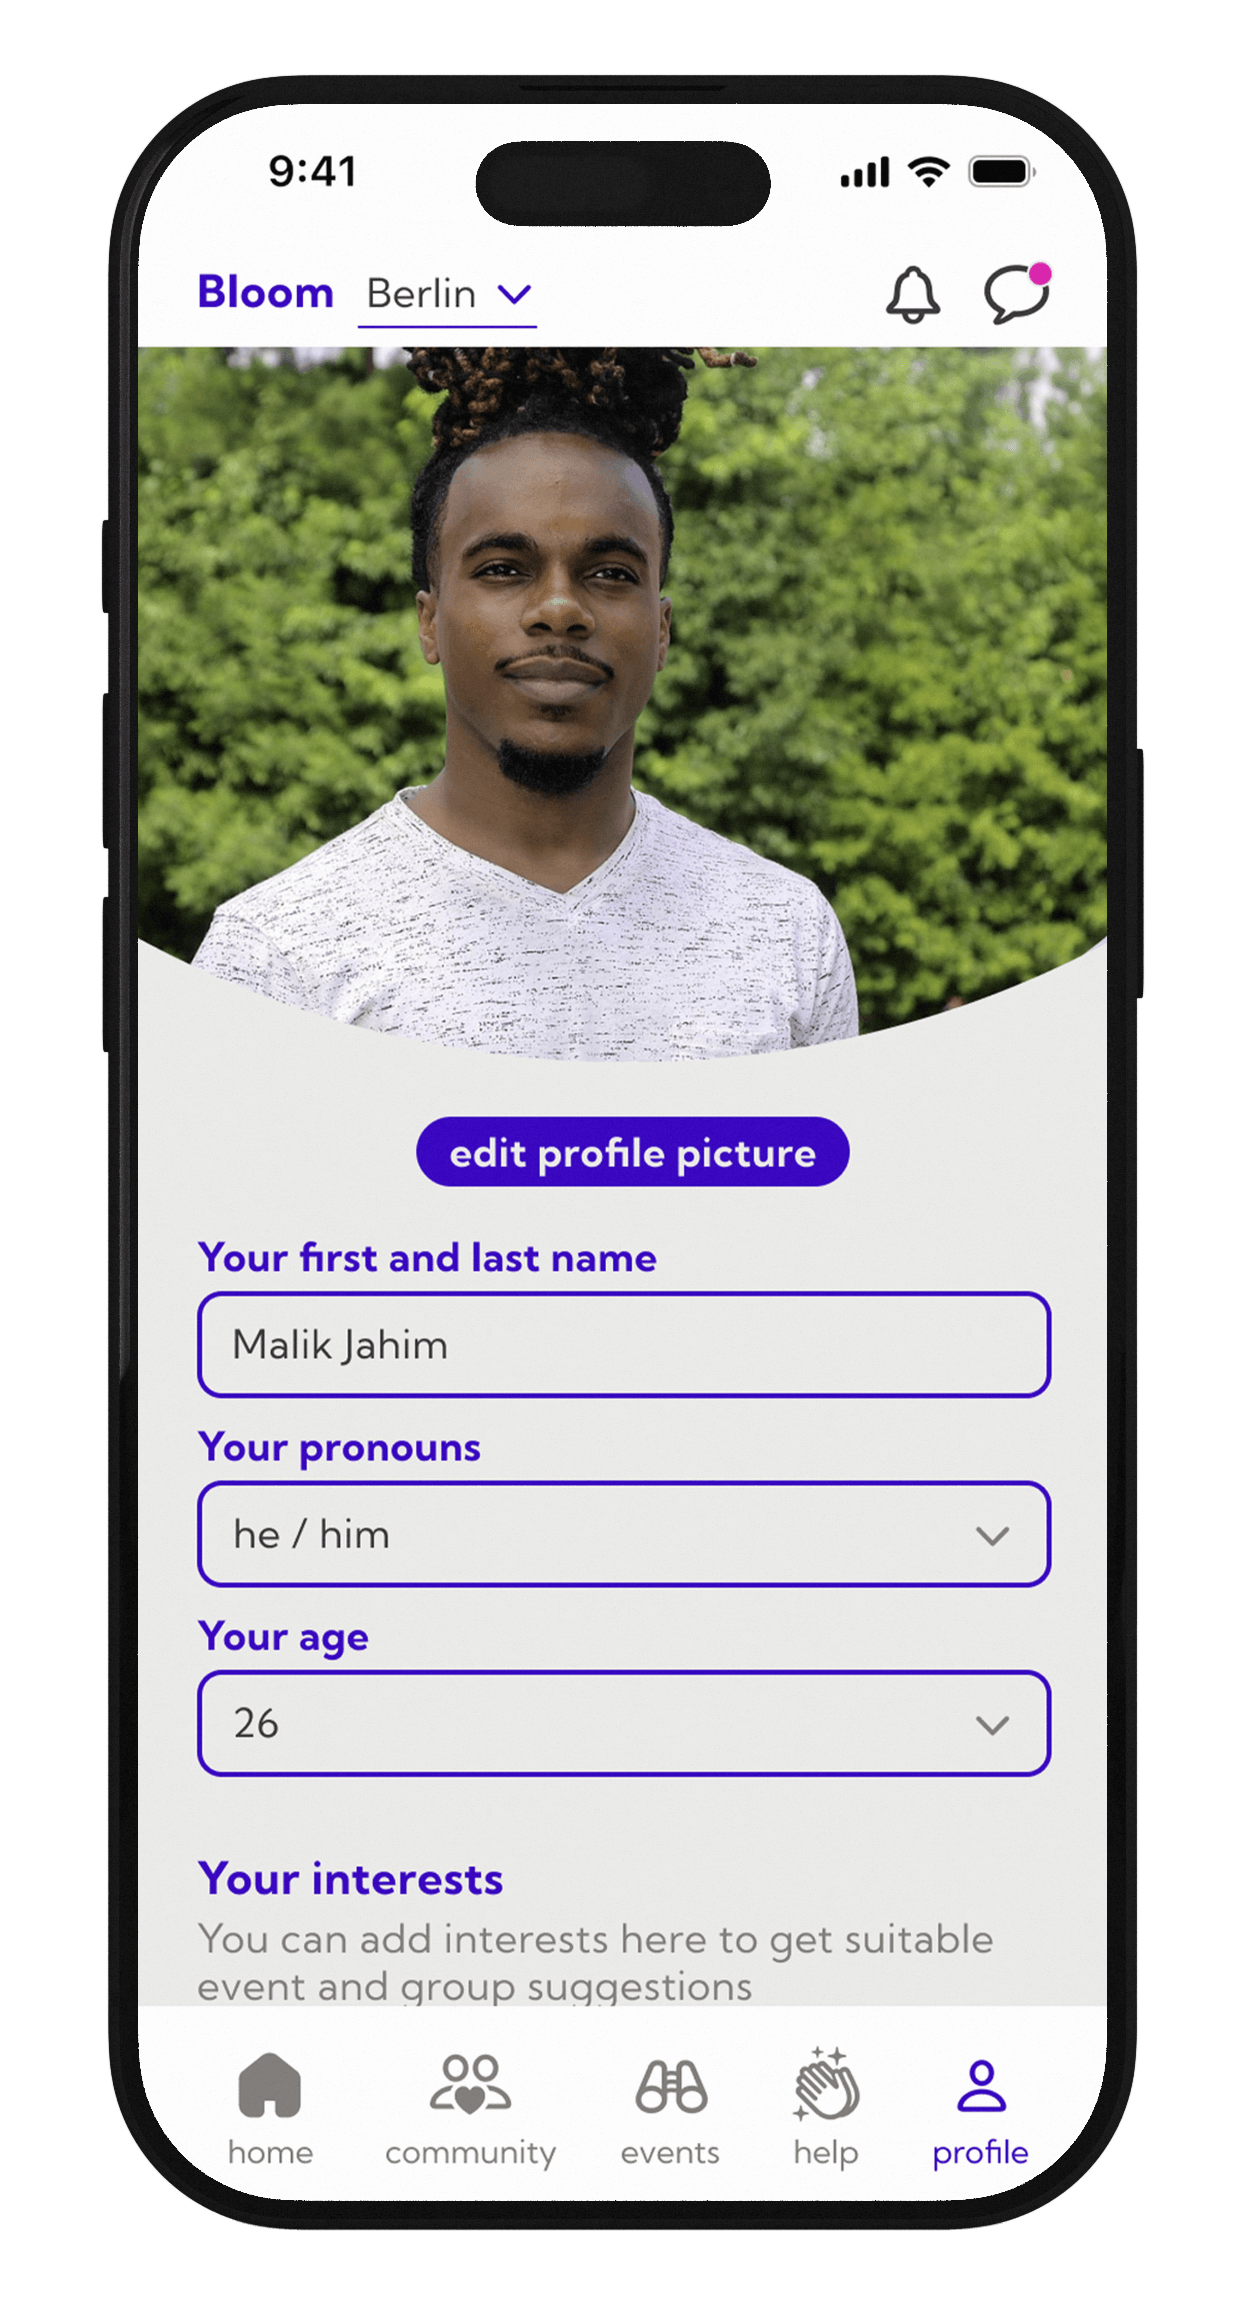 9:41
Bloom Berlin
edit profile picture
Your first and last name
Malik Jahim
Your pronouns
he / him
Your age
26
Your interests
You can add interests here to get suitable
event and group suggestions
home community events help profile